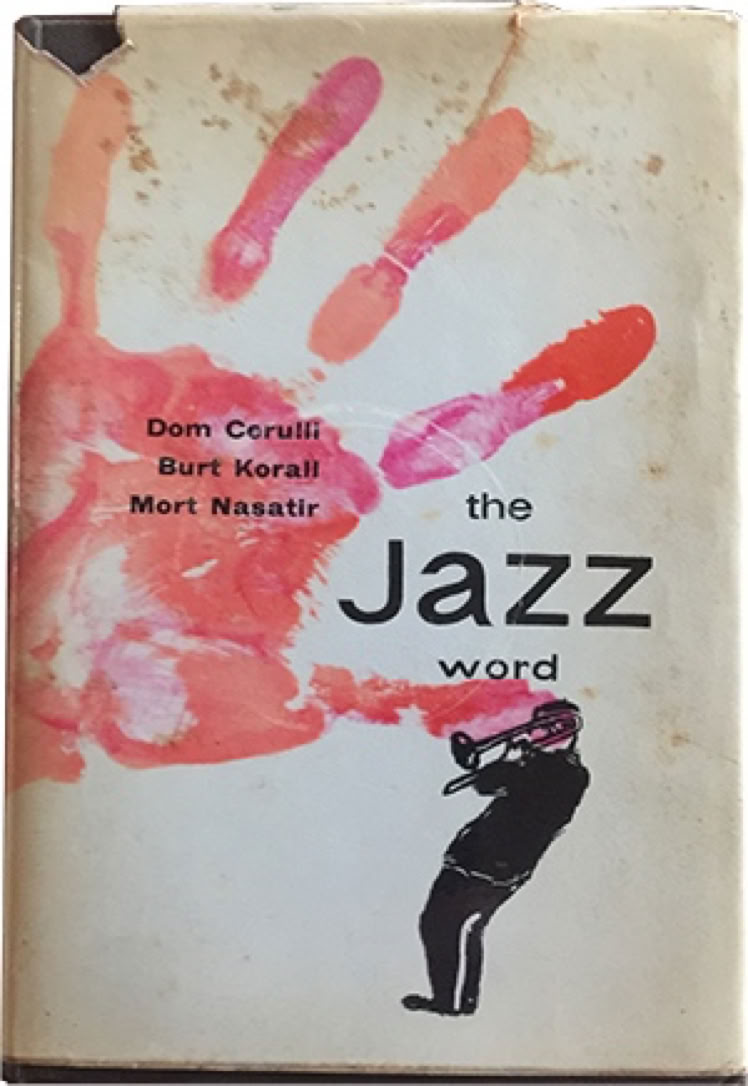 Dom Cerulli
Burt Korall
Mort Nasatir
the
Jazz
word